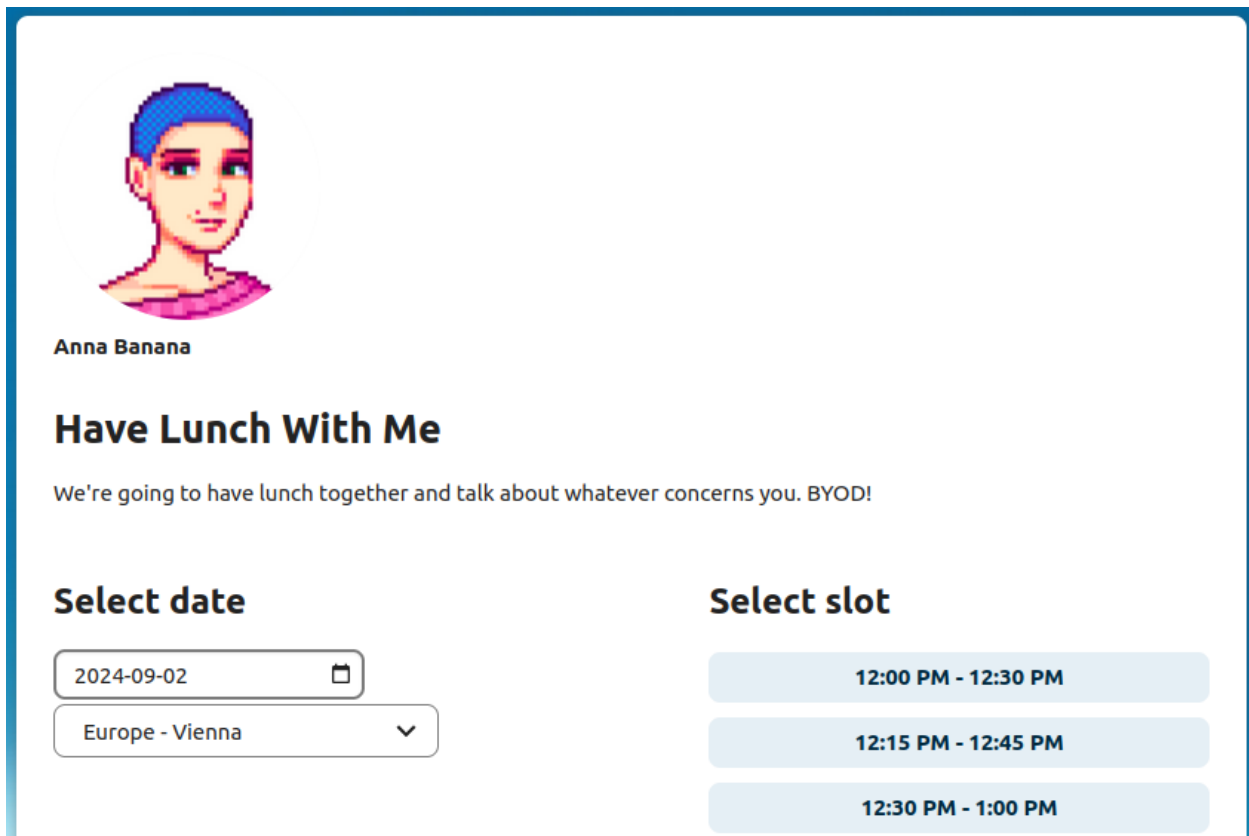 Anna Banana
Have Lunch With Me
We're going to have lunch together and talk about whatever concerns you. BYOD!
Select date
2024-09-02
Europe - Vienna
Select slot
12:00 PM - 12:30 PM
12:15 PM - 12:45 PM
12:30 PM - 1:00 PM